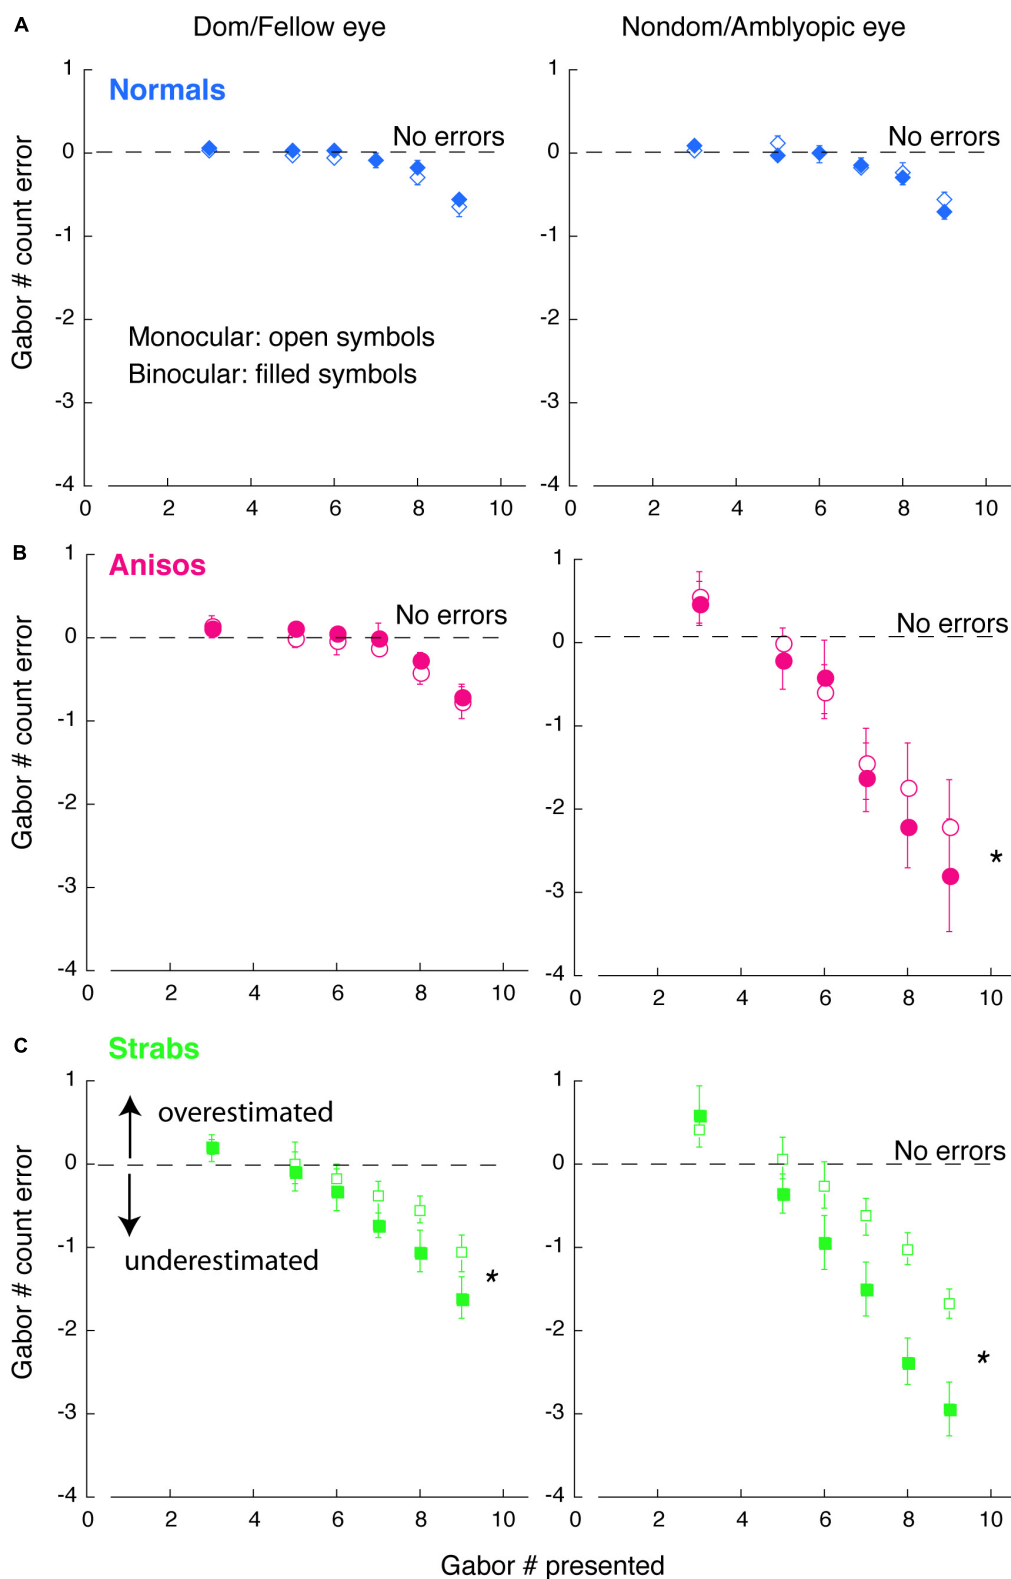 A
Dom/Fellow eye
Nondom/Amblyopic eye
Normals
Gabor # count error
1
0
-1
-2
-3
-4
No errors
Monocular: open symbols
Binocular: filled symbols
0 2 4 6 8 10
1
0
-1
-2
-3
-4
No errors
0 2 4 6 8 10
B
Anisos
Gabor # count error
1
0
-1
-2
-3
-4
No errors
0 2 4 6 8 10
1
0
-1
-2
-3
-4
No errors
*
0 2 4 6 8 10
C
Strabs
Gabor # count error
1
0
-1
-2
-3
-4
overestimated
underestimated
*
0 2 4 6 8 10
1
0
-1
-2
-3
-4
No errors
*
0 2 4 6 8 10
Gabor # presented